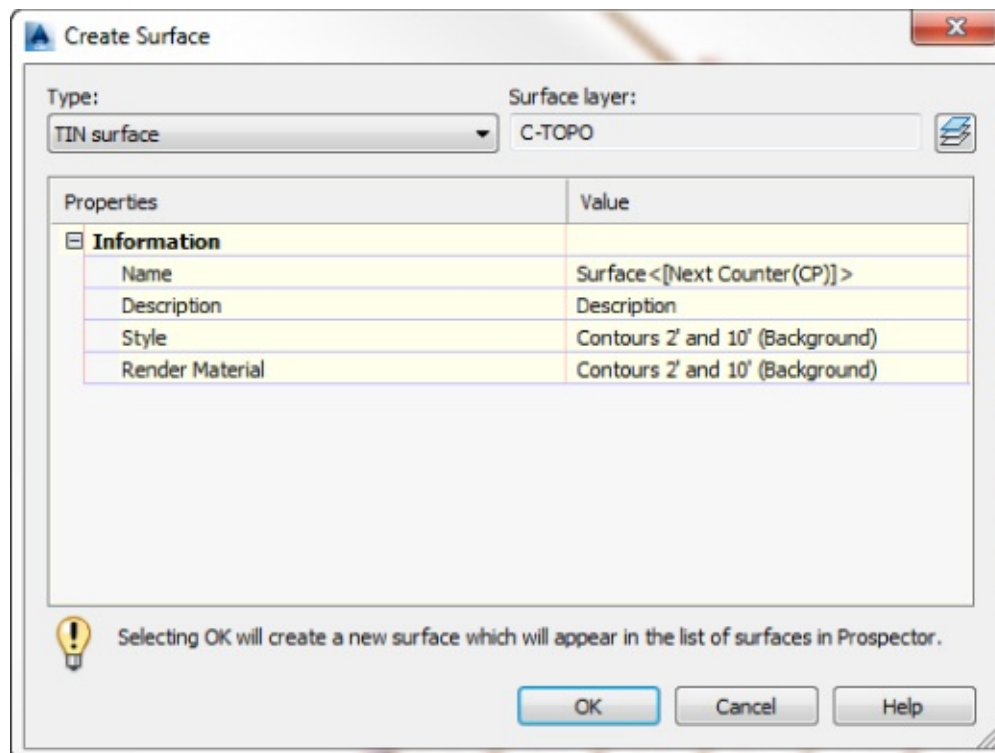 Create Surface
Type:
Surface layer:
TIN surface
C-TOPO
Properties
Value
Information
Name
Surface<[Next Counter(CP)]>
Description
Description
Style
Contours 2' and 10' (Background)
Render Material
Contours 2' and 10' (Background)
Selecting OK will create a new surface which will appear in the list of surfaces in Prospector.
OK
Cancel
Help